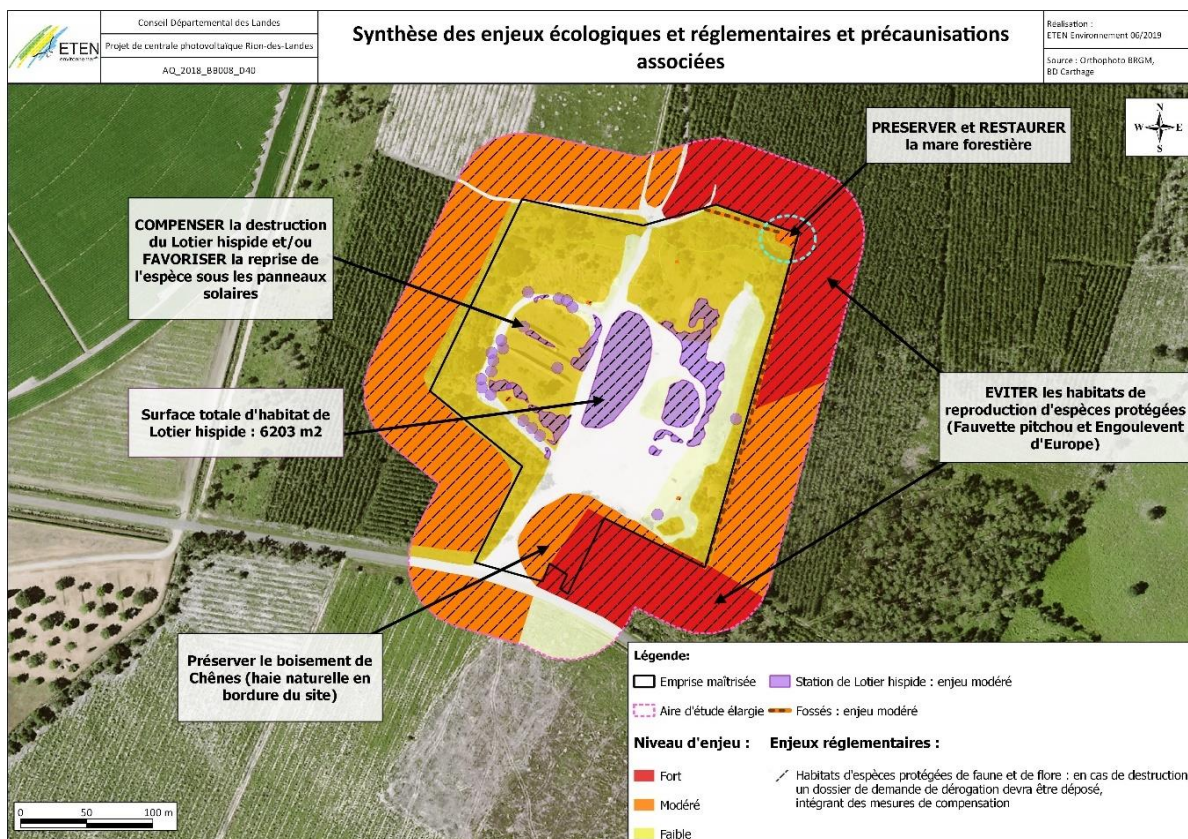 ETEN
environnement
Conseil Départemental des Landes
Projet de centrale photovoltaïque Rion-des-Landes
AQ_2018_BB008_D40
Synthèse des enjeux écologiques et réglementaires et précaunisations
associées
Réalisation :
ETEN Environnement 06/2019
Source : Orthophoto BRGM,
BD Carthage
N
W E
S
PRESERVER et RESTAURER
la mare forestière
COMPENSER la destruction
du Lotier hispide et/ou
FAVORISER la reprise de
l'espèce sous les panneaux
solaires
Surface totale d'habitat de
Lotier hispide : 6203 m2
EVITER les habitats de
reproduction d'espèces protégées
(Fauvette pitchou et Engoulevent
d'Europe)
Préserver le boisement de
Chênes (haie naturelle en
bordure du site)
Légende:
Emprise maîtrisée
Station de Lotier hispide : enjeu modéré
Aire d'étude élargie
Fossés : enjeu modéré
Niveau d'enjeu :
Fort
Modéré
Faible
Enjeux réglementaires :
Habitats d'espèces protégées de faune et de flore : en cas de destruction
un dossier de demande de dérogation devra être déposé,
intégrant des mesures de compensation
0 50 100 m